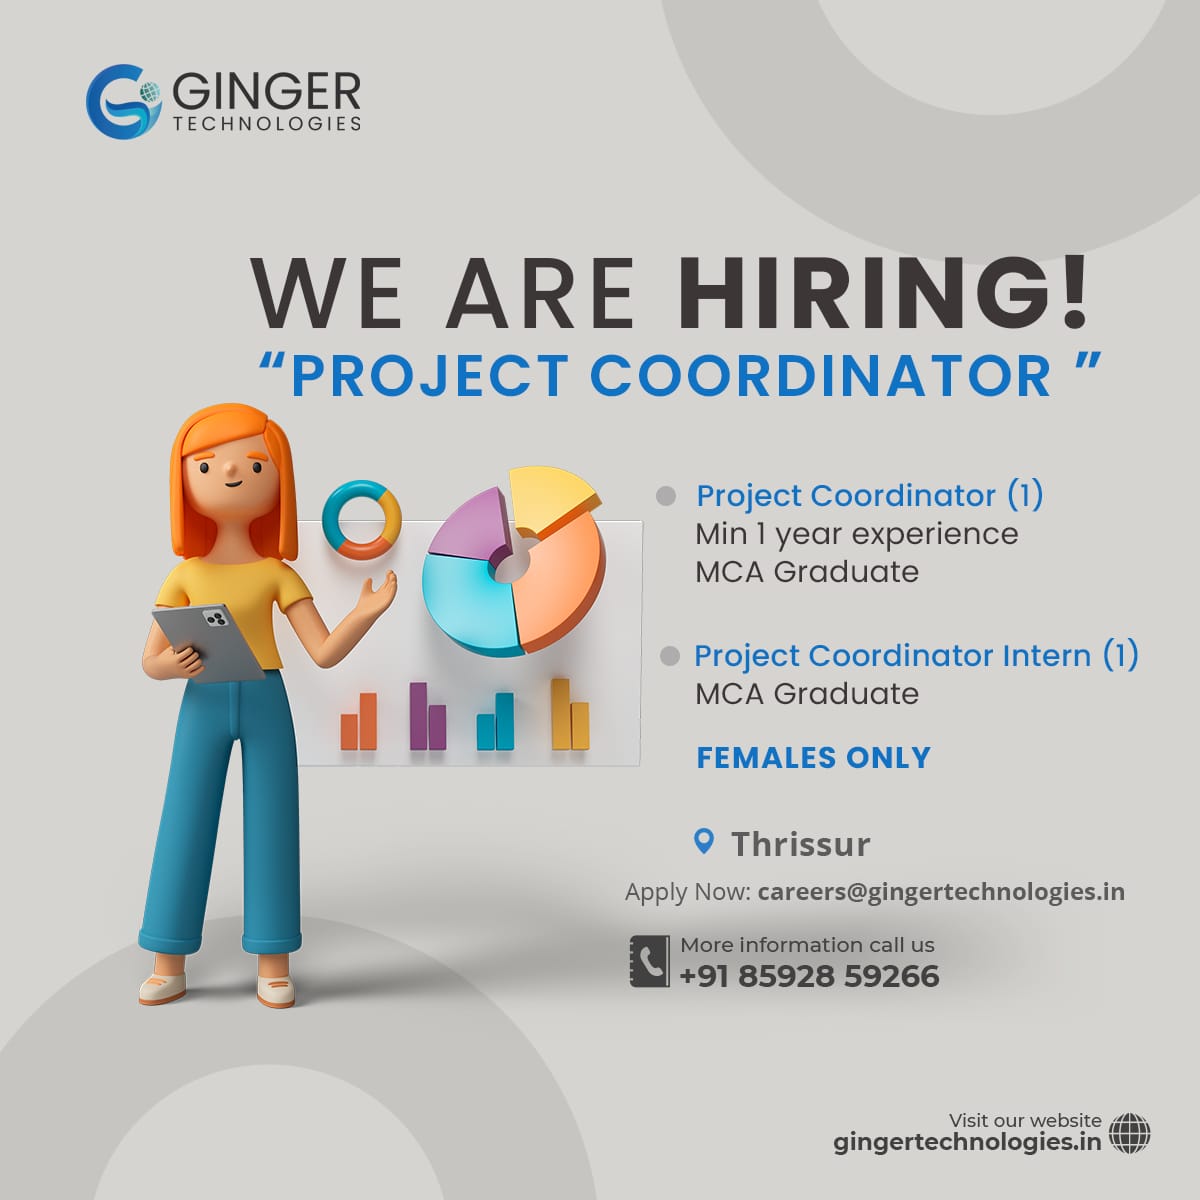 GINGER
TECHNOLOGIES
WE ARE HIRING!
“PROJECT COORDINATOR ”
Project Coordinator (1)
Min 1 year experience
MCA Graduate
Project Coordinator Intern (1)
MCA Graduate
FEMALES ONLY
Thrissur
Apply Now: careers@gingertechnologies.in
More information call us
+91 85928 59266
Visit our website
gingertechnologies.in